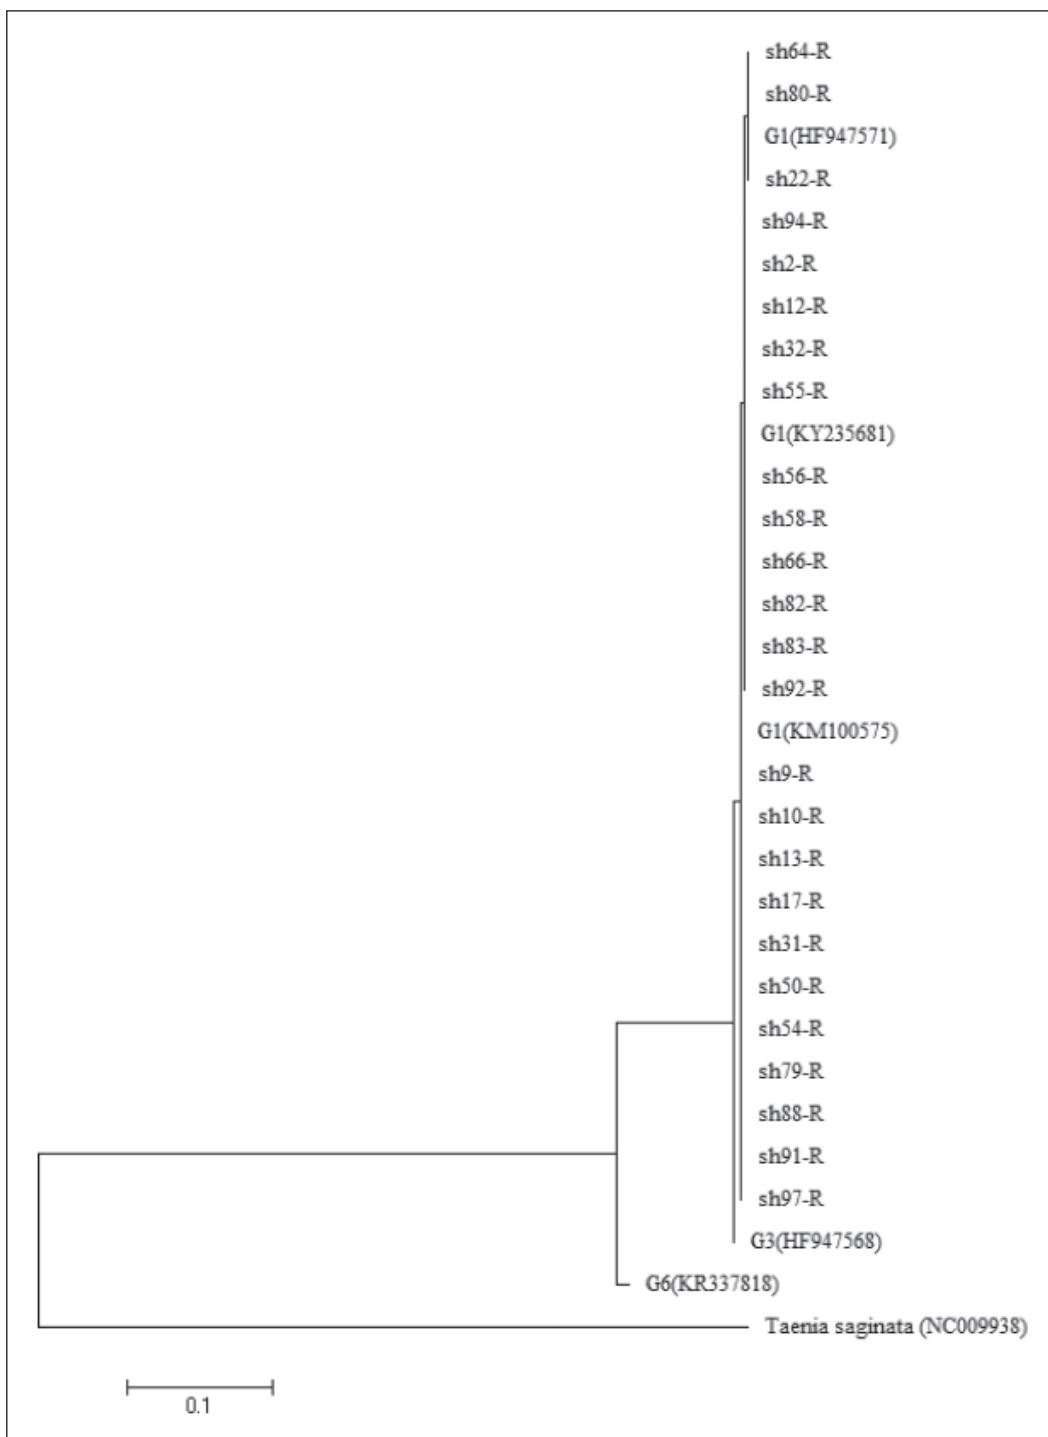 sh64-R
sh80-R
G1(HF947571)
sh22-R
sh94-R
sh2-R
sh12-R
sh32-R
sh55-R
G1(KY235681)
sh56-R
sh58-R
sh66-R
sh82-R
sh83-R
sh92-R
G1(KM100575)
sh9-R
sh10-R
sh13-R
sh17-R
sh31-R
sh50-R
sh54-R
sh79-R
sh88-R
sh91-R
sh97-R
G3(HF947568)
G6(KR337818)
Taenia saginata (NC009938)
0.1